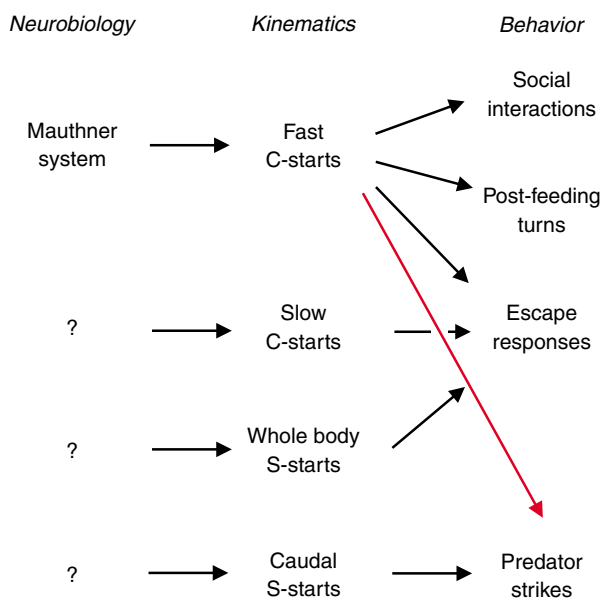 Neurobiology Kinematics Behavior
Social
interactions
Mauthner
system
Fast
C-starts
Post-feeding
turns
?
Slow
C-starts
Escape
responses
?
Whole body
S-starts
?
Caudal
S-starts
Predator
strikes